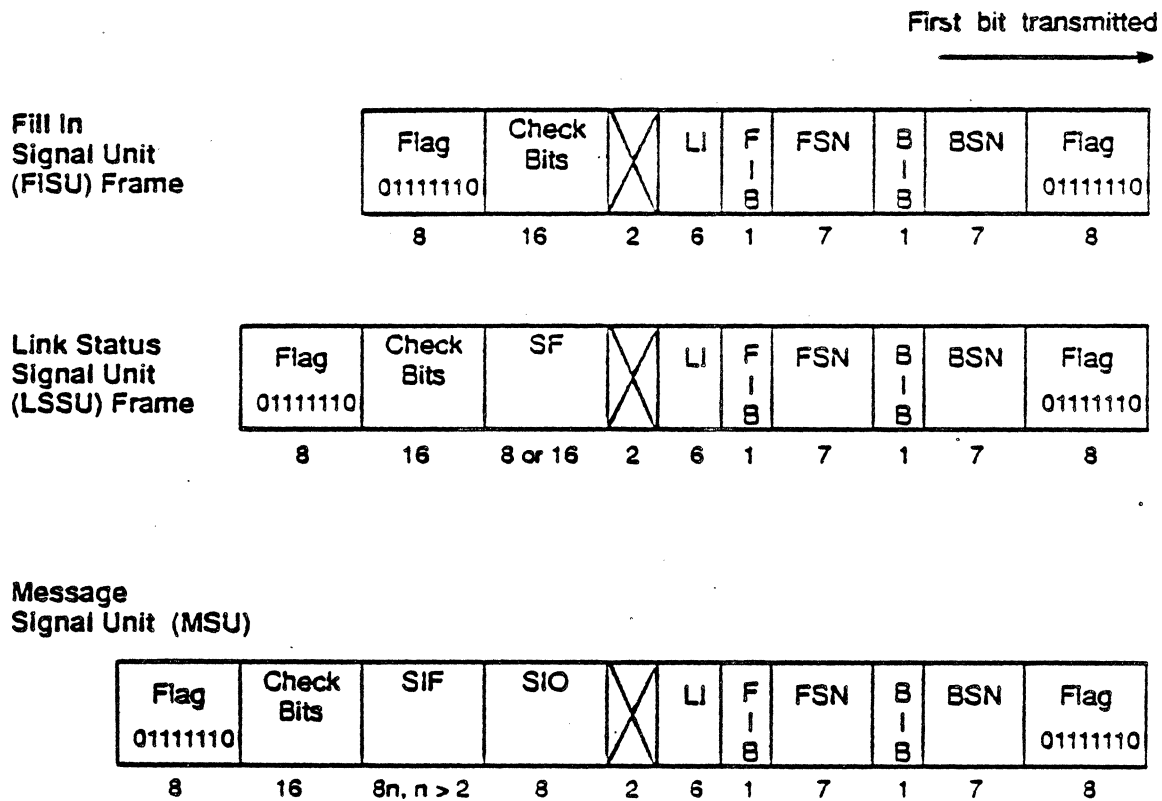 First bit transmitted
Fill In
Signal Unit
(FISU) Frame
Flag
01111110
Check
Bits
LI
F
I
B
FSN
B
I
B
BSN
Flag
01111110
8 16 2 6 1 7 1 7 8
Link Status
Signal Unit
(LSSU) Frame
Flag
01111110
Check
Bits
SF
LI
F
I
B
FSN
B
I
B
BSN
Flag
01111110
8 16 8 or 16 2 6 1 7 1 7 8
Message
Signal Unit (MSU)
Flag
01111110
Check
Bits
SIF
SIO
LI
F
I
B
FSN
B
I
B
BSN
Flag
01111110
8 16 8n, n > 2 8 2 6 1 7 1 7 8